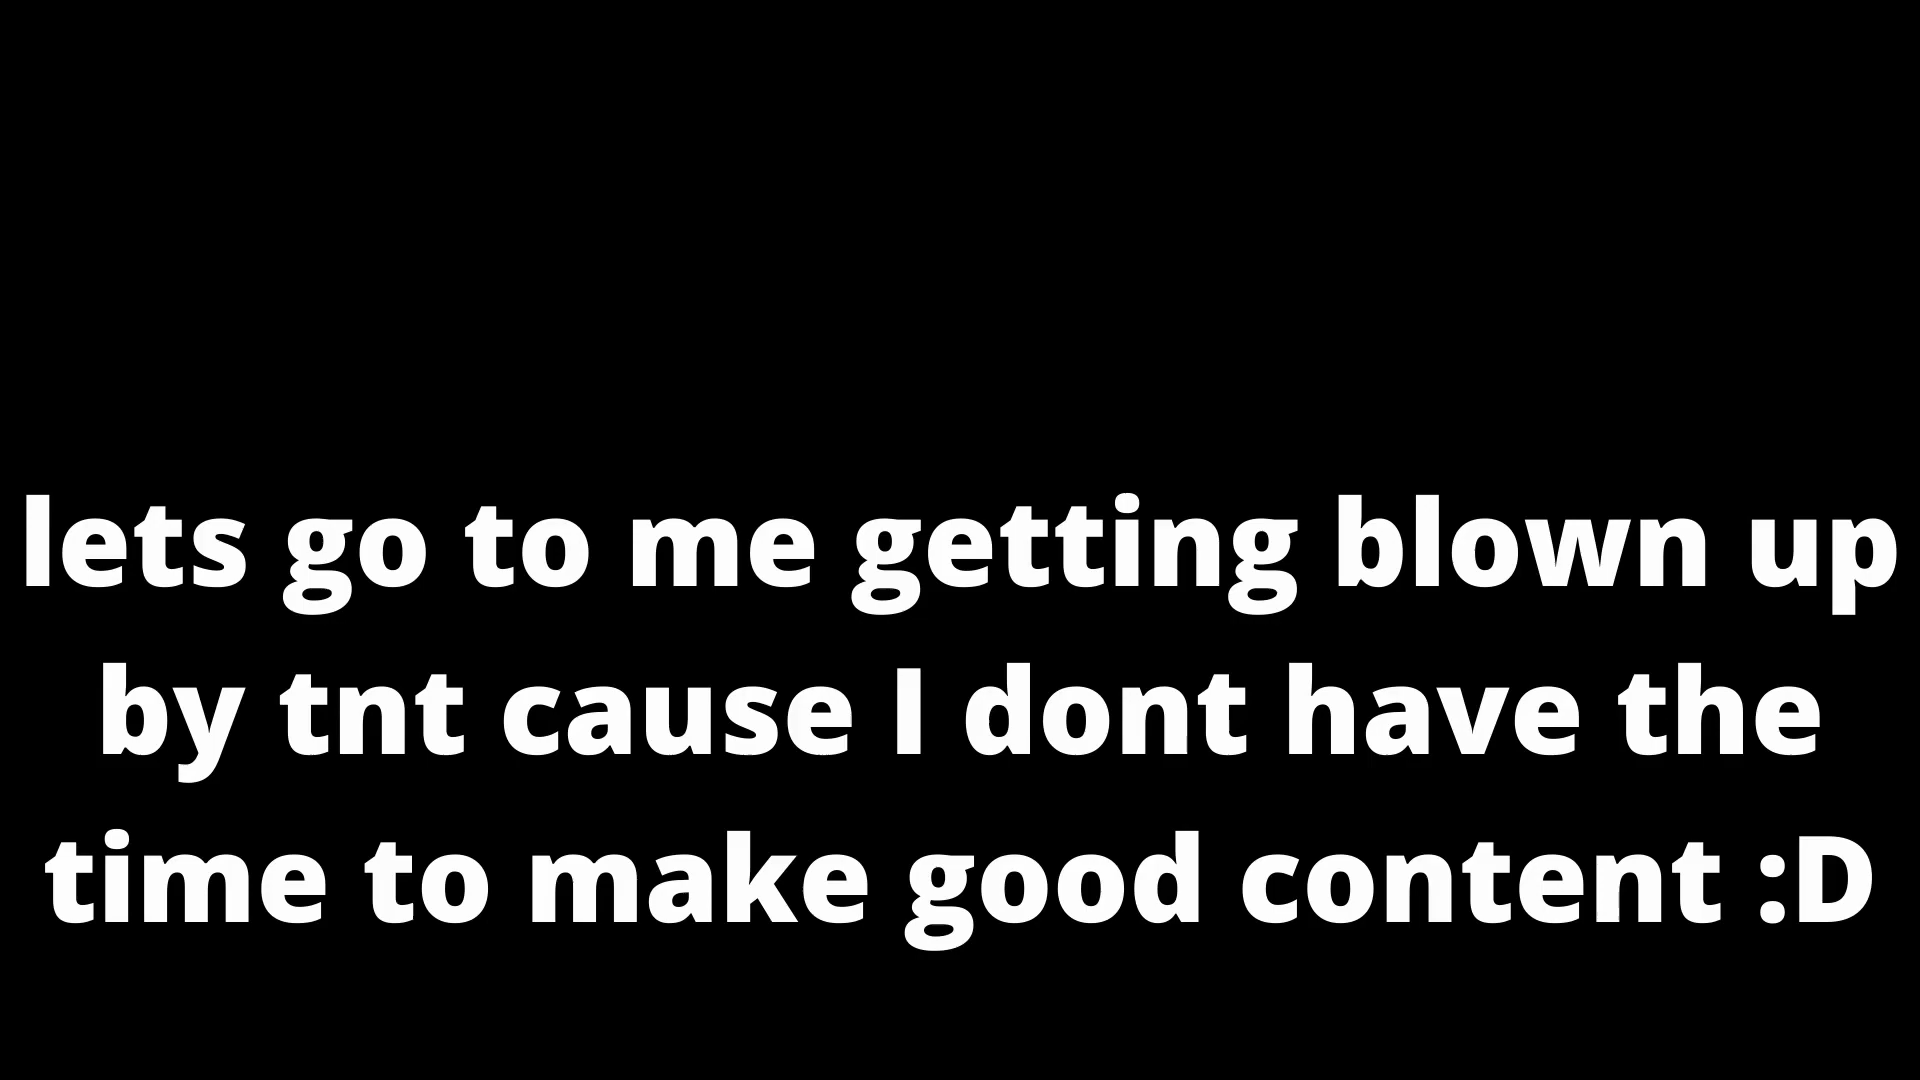 lets go to me getting blown up
by tnt cause I dont have the
time to make good content :D